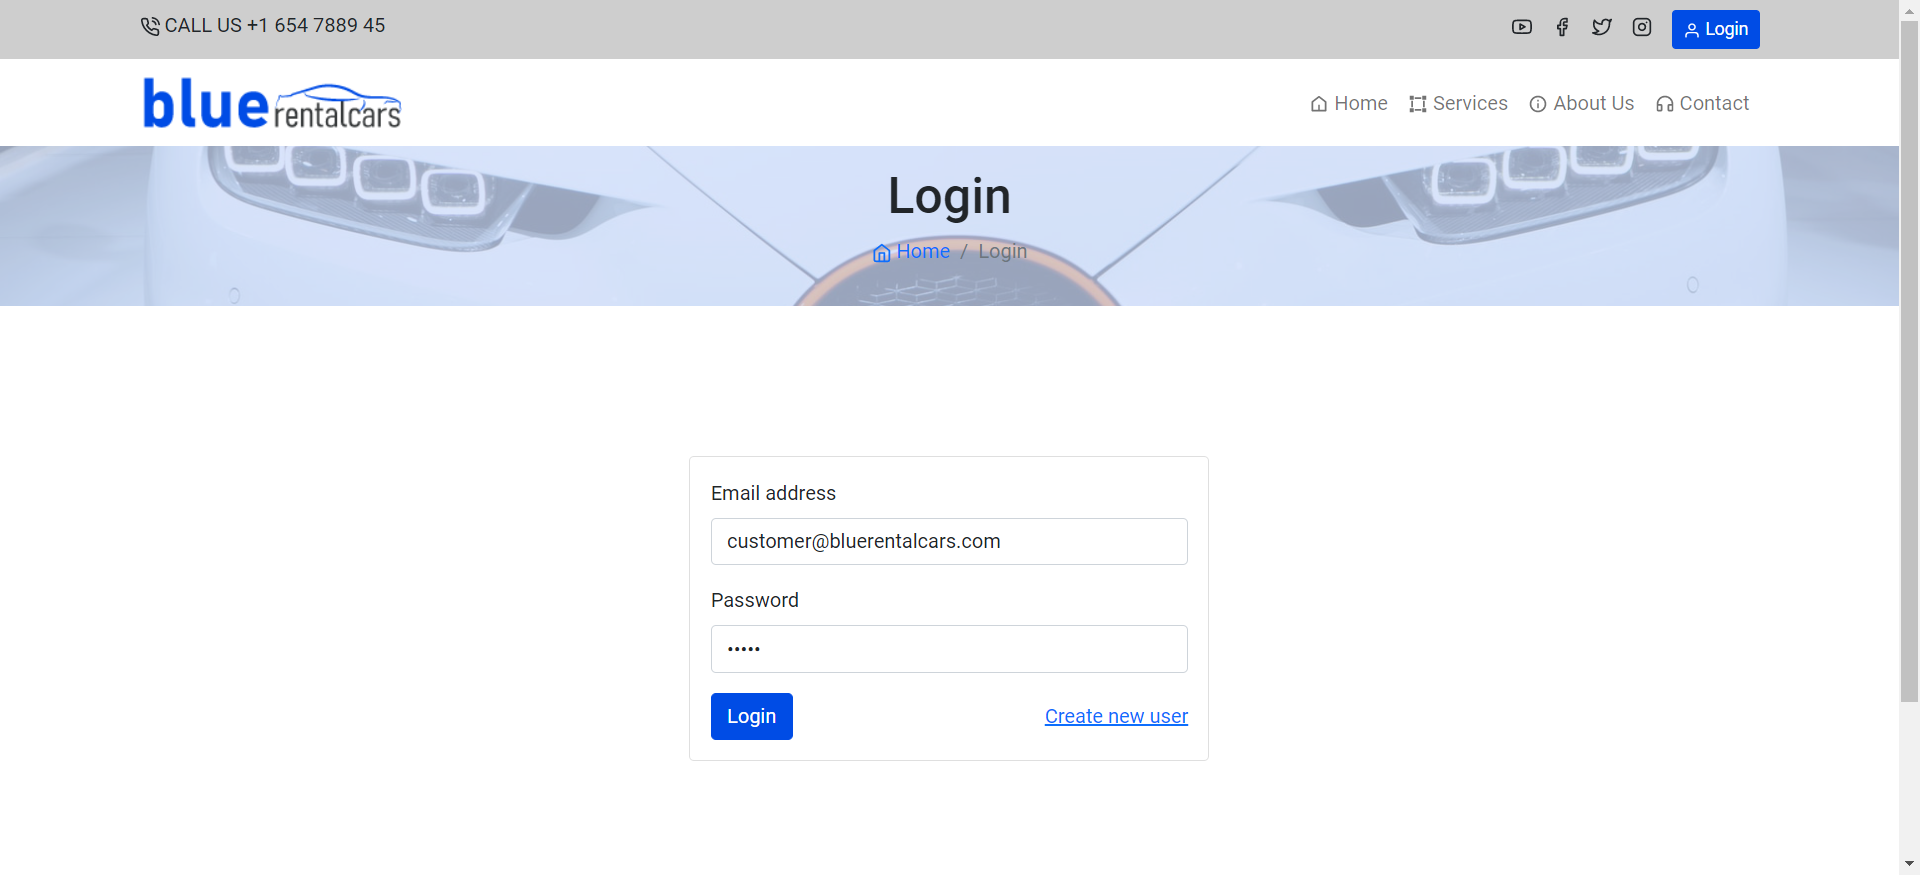 CALL US +1 654 7889 45
Login
blue rentalcars
Home
Services
About Us
Contact
Login
Home / Login
Email address
customer@bluerentalcars.com
Password
•••••
Login
Create new user